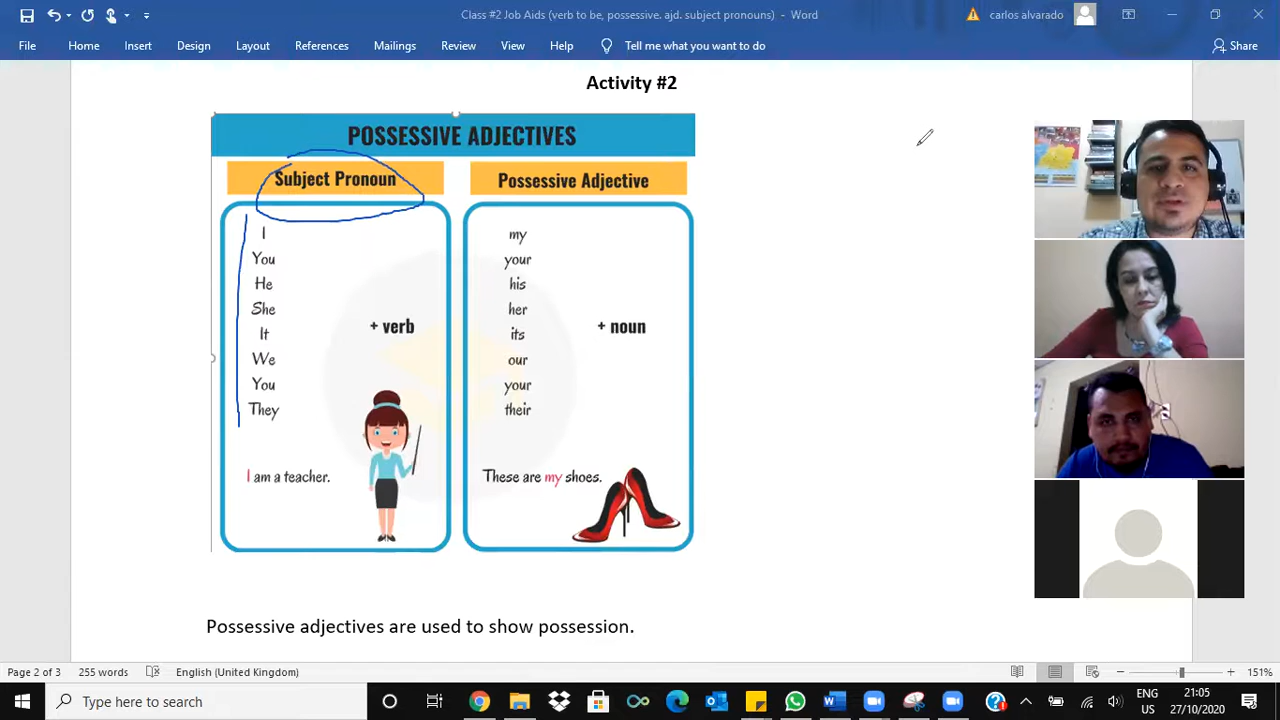 Class #2 Job Aids (verb to be, possessive. ajd. subject pronouns) - Word
carlos alvarado
File Home Insert Design Layout References Mailings Review View Help Tell me what you want to do Share
Activity #2
POSSESSIVE ADJECTIVES
Subject Pronoun
Possessive Adjective
I
You
He
She
It
We
You
They
+ verb
I am a teacher.
my
your
his
her
its
our
your
their
+ noun
These are my shoes.
Possessive adjectives are used to show possession.
Page 2 of 3 255 words English (United Kingdom) 151%
Type here to search
ENG
US
21:05
27/10/2020